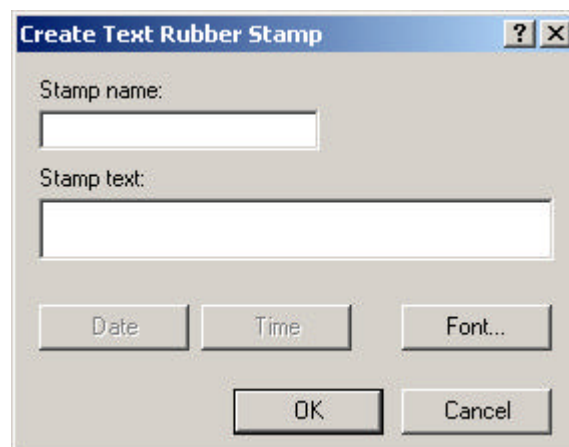 Create Text Rubber Stamp ? ×
Stamp name:
Stamp text:
Date Time Font...
OK Cancel